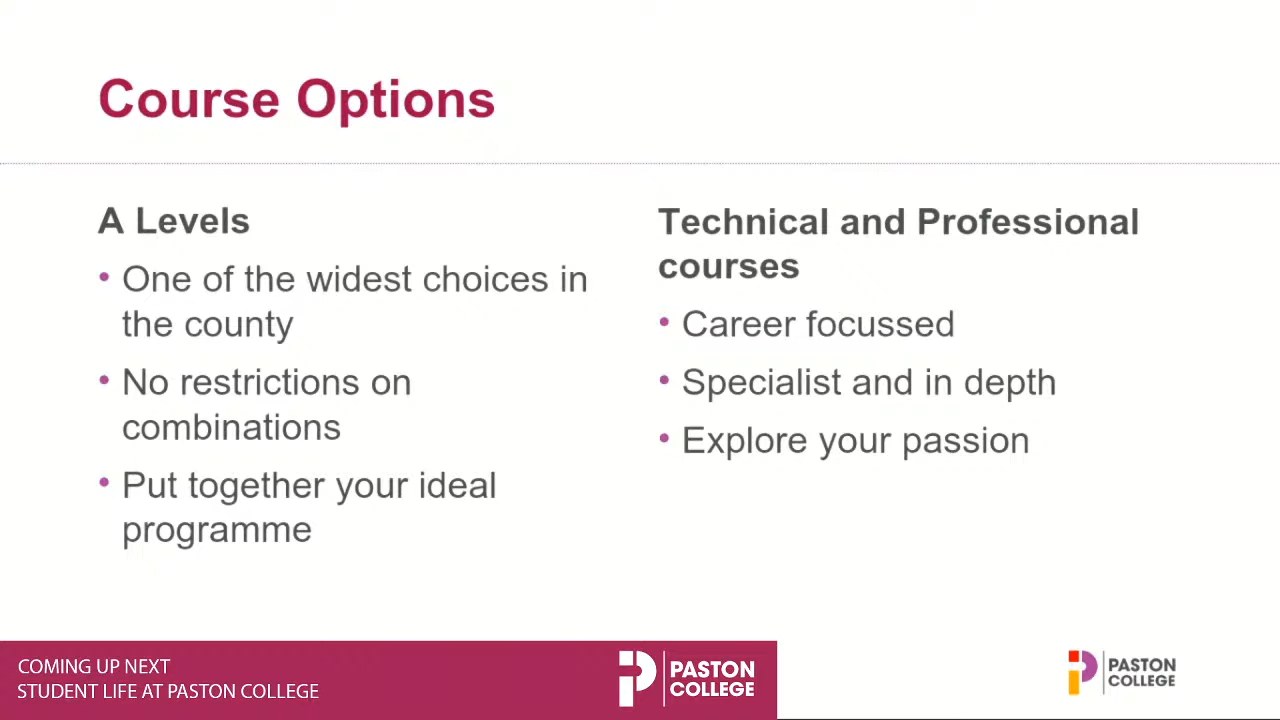 Course Options
A Levels
• One of the widest choices in
the county
• No restrictions on
combinations
• Put together your ideal
programme
Technical and Professional
courses
• Career focussed
• Specialist and in depth
• Explore your passion
COMING UP NEXT
STUDENT LIFE AT PASTON COLLEGE
PASTON
COLLEGE
PASTON
COLLEGE